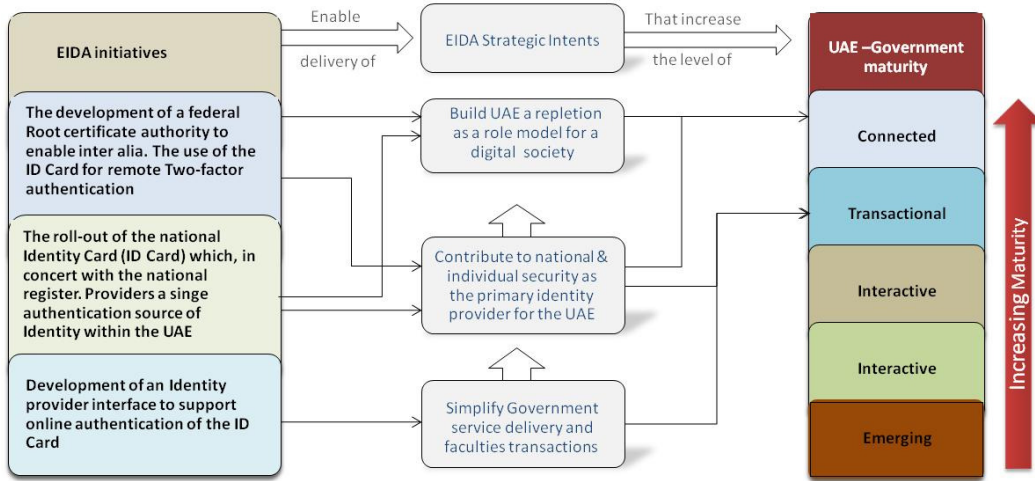 EIDA initiatives
Enable
delivery of
EIDA Strategic Intents
That increase
the level of
UAE –Government
maturity
The development of a federal
Root certificate authority to
enable inter alia. The use of the
ID Card for remote Two-factor
authentication
Build UAE a repletion
as a role model for a
digital society
Connected
Transactional
The roll-out of the national
Identity Card (ID Card) which, in
concert with the national
register. Providers a singe
authentication source of
Identity within the UAE
Contribute to national &
individual security as
the primary identity
provider for the UAE
Interactive
Interactive
Development of an Identity
provider interface to support
online authentication of the ID
Card
Simplify Government
service delivery and
faculties transactions
Emerging
Increasing Maturity